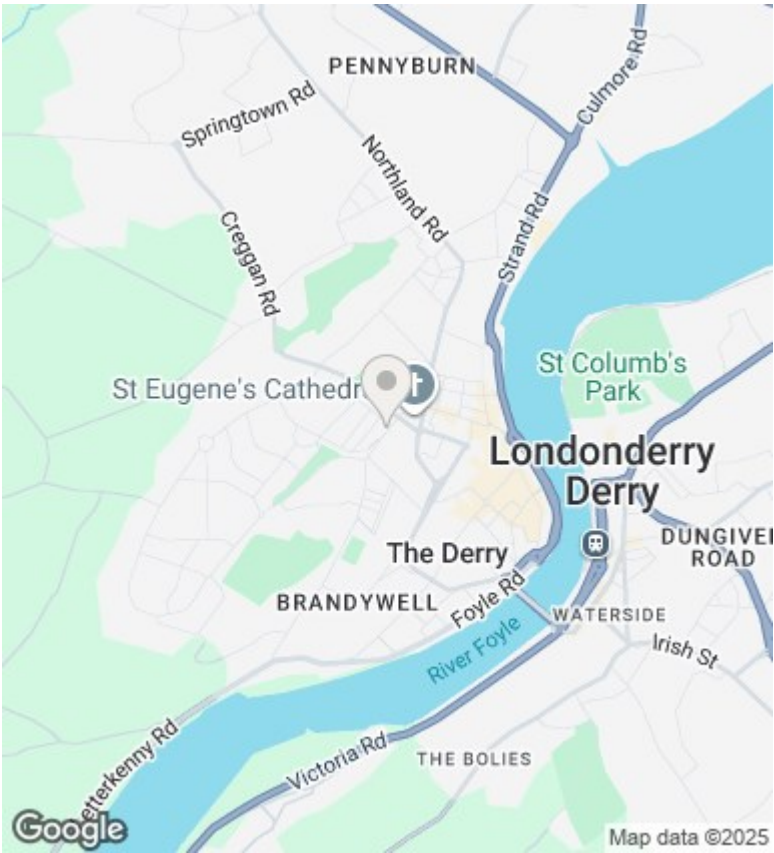 PENNYBURN
Culmore Rd
Springtown Rd
Northland Rd
Strand Rd
Creggan Rd
St Columb's
Park
St Eugene's Cathedr
Londonderry
Derry
DUNGIVE
ROAD
The Derry
BRANDYWELL
Foyle Rd
WATERSIDE
River Foyle
Irish St
etterkenny Rd
Victoria Rd
THE BOLIES
Google
Map data ©2025